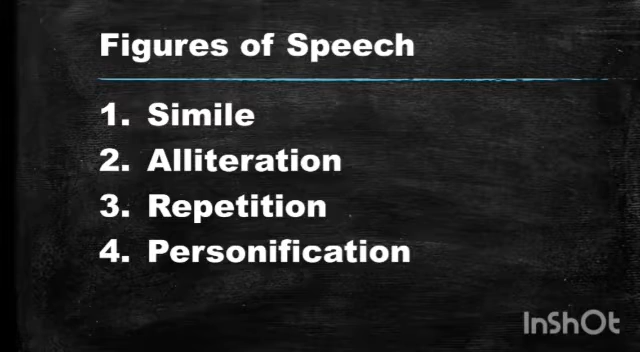 Figures of Speech
1. Simile
2. Alliteration
3. Repetition
4. Personification
InShOt